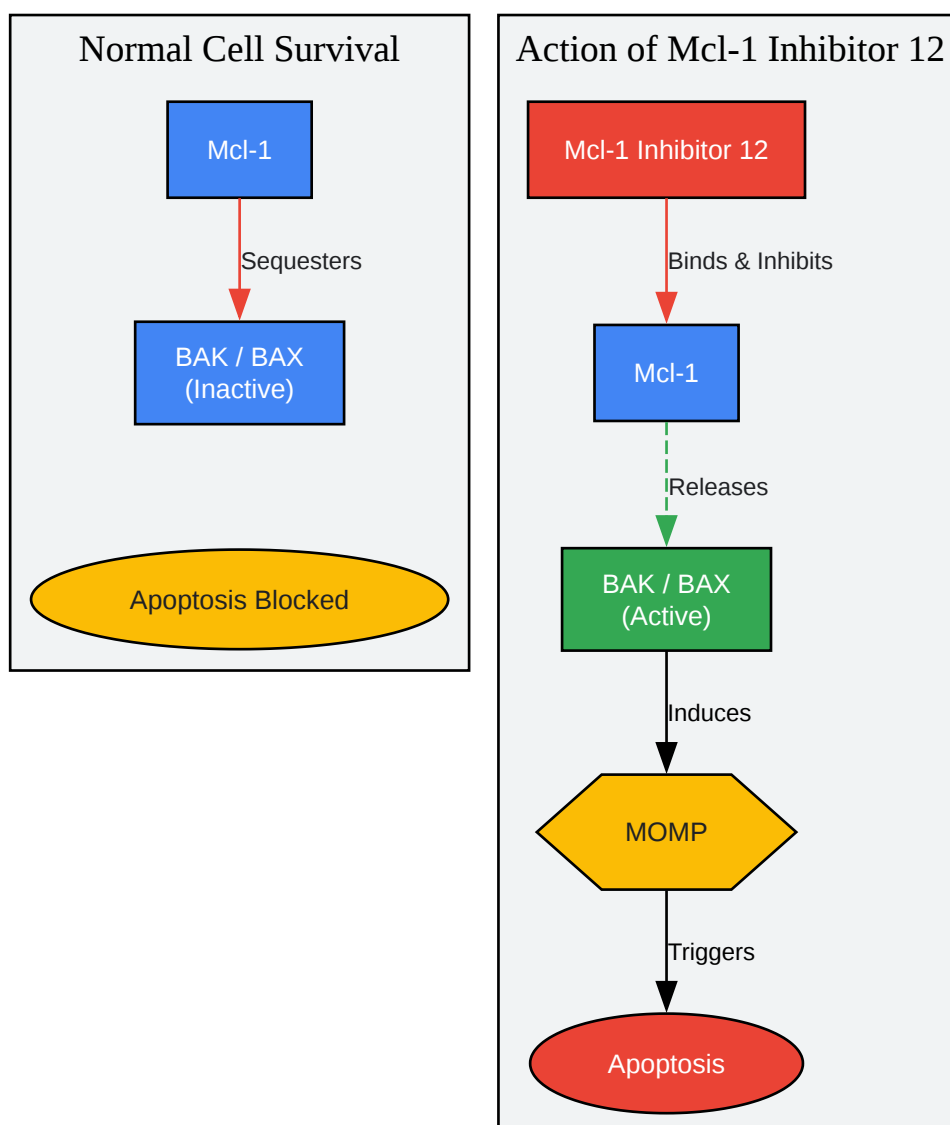 Normal Cell Survival
Mcl-1
Sequesters
BAK / BAX
(Inactive)
Apoptosis Blocked
Action of Mcl-1 Inhibitor 12
Mcl-1 Inhibitor 12
Binds & Inhibits
Mcl-1
Releases
BAK / BAX
(Active)
Induces
MOMP
Triggers
Apoptosis